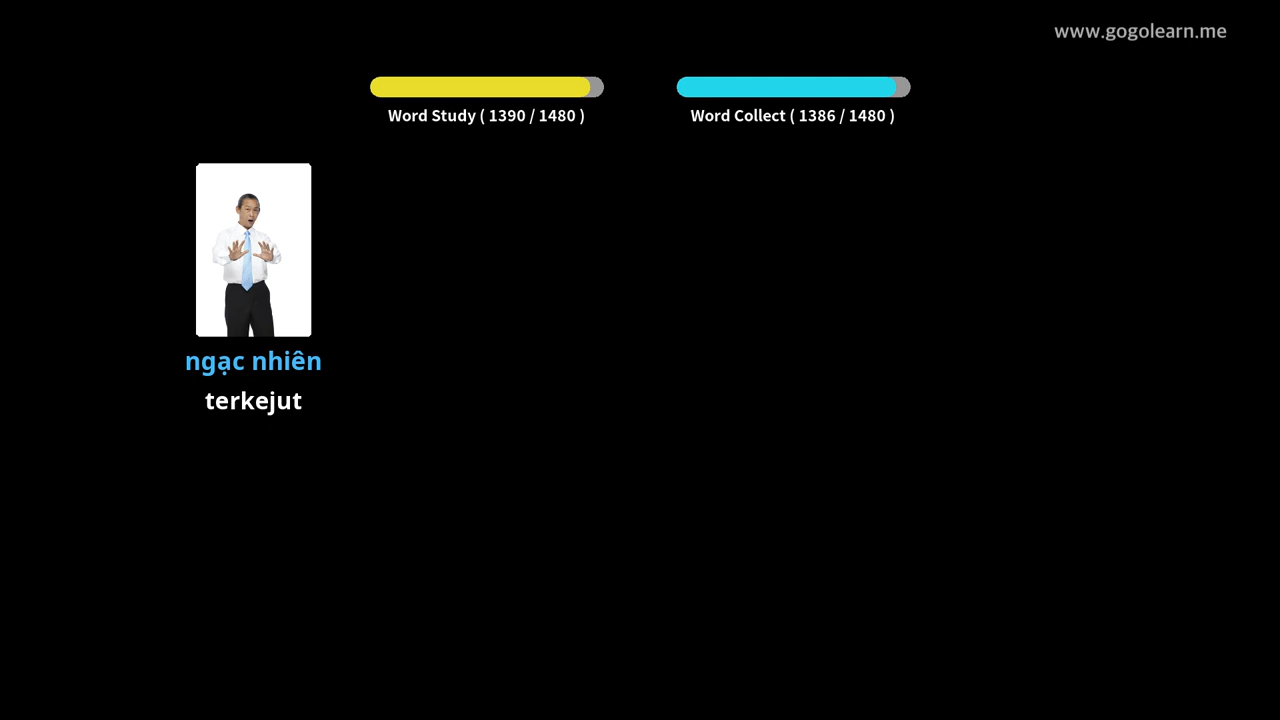 www.gogolearn.me
Word Study ( 1390 / 1480 )
Word Collect ( 1386 / 1480 )
ngạc nhiên
terkejut